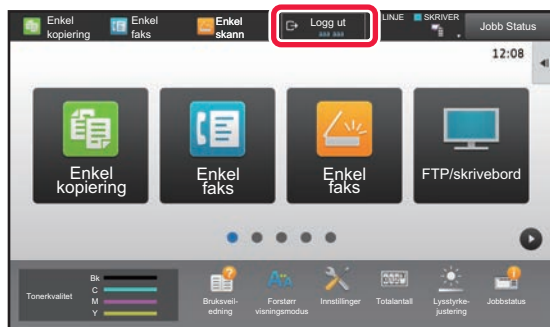 Enkel
kopiering
Enkel
faks
Enkel
skann
Logg ut
LINJE
SKRIVER
Jobb Status
12:08
Enkel
kopiering
Enkel
faks
Enkel
faks
FTP/skrivebord
Tonerkvalitet
Bk
C
M
Y
Bruksveil-
edning
Forstørr
visningsmodus
Innstillinger
Totalantall
Lysstyrke-
justering
Jobbstatus